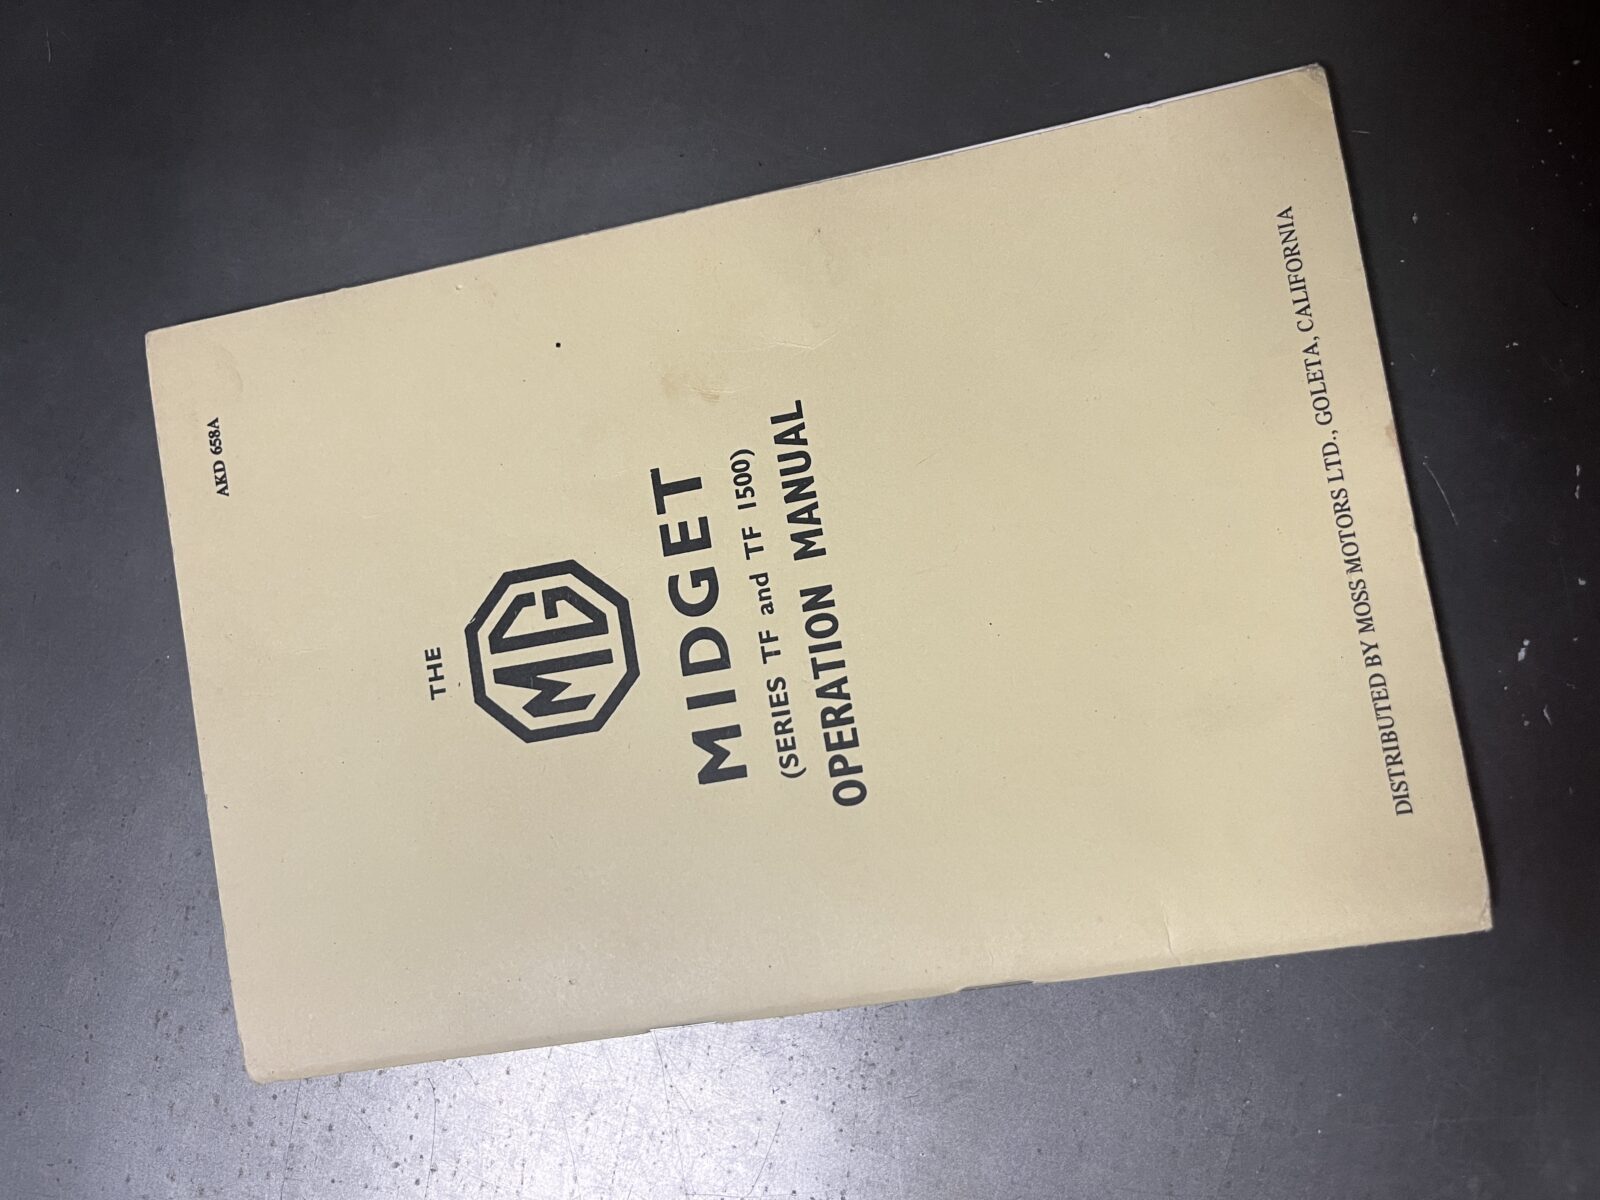 AKD 658A
THE
MG
MIDGET
(SERIES TF and TF 1500)
OPERATION MANUAL
DISTRIBUTED BY MOSS MOTORS LTD., GOLETA, CALIFORNIA